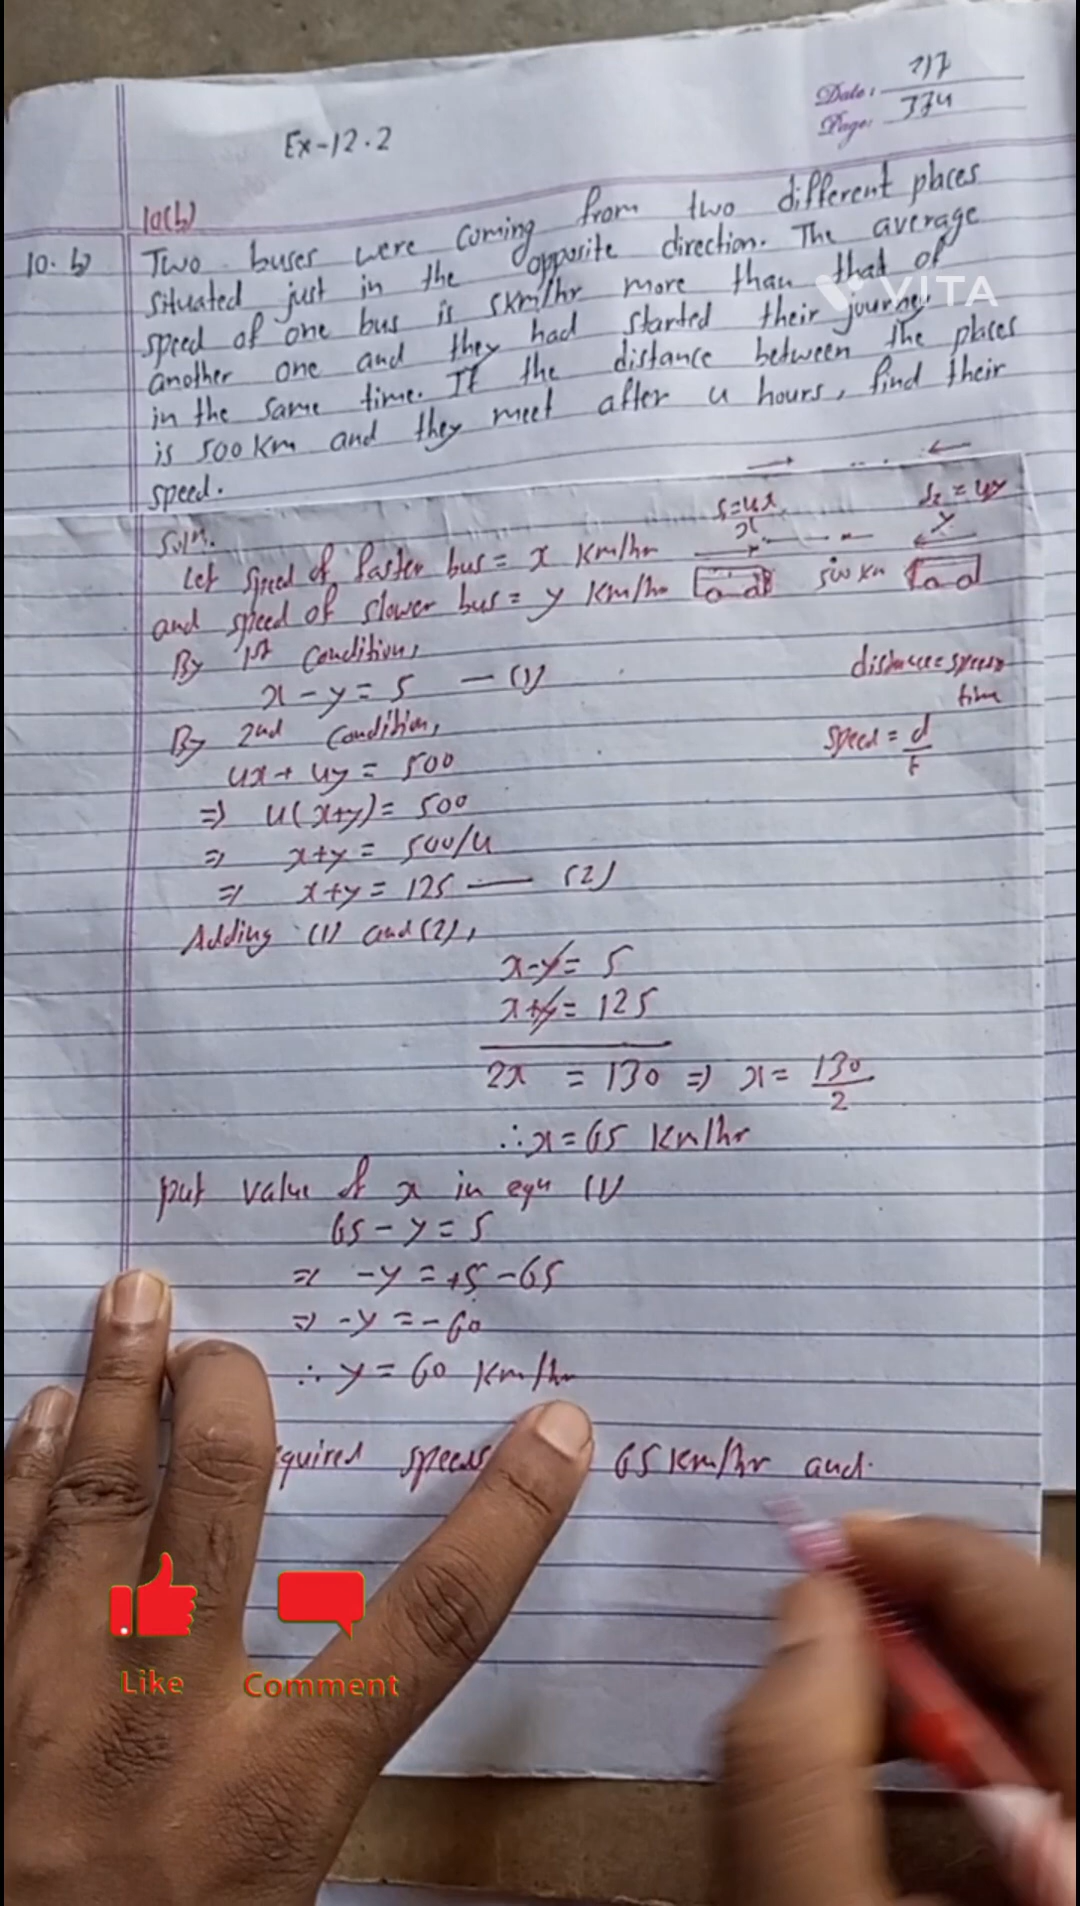 Date: 217
Page: 334
Ex-12.2
10(b)
10. b) Two buses were coming from two different places
situated just in the opposite direction. The average
speed of one bus is 5km/hr more than that of
another one and they had started their journey
in the same time. If the distance between the places
is 500 km and they meet after 4 hours, find their
speed.
VITA
Soln.
Let speed of faster bus = x km/hr
and speed of slower bus = y km/hr
s=4x
x
500 km
s2 = 4y
y
By 1st condition,
x - y = 5 — (1)
distance = speed x
time
By 2nd condition,
speed = d/t
4x + 4y = 500
=> 4(x+y) = 500
=> x+y = 500/4
=> x+y = 125 — (2)
Adding (1) and (2),
x-y = 5
x+y = 125
2x = 130 => x = 130/2
∴ x = 65 km/hr
put value of x in eqn (1)
65 - y = 5
=> -y = +5 - 65
=> -y = -60
∴ y = 60 km/hr
quired speeds 65 km/hr and
Like Comment